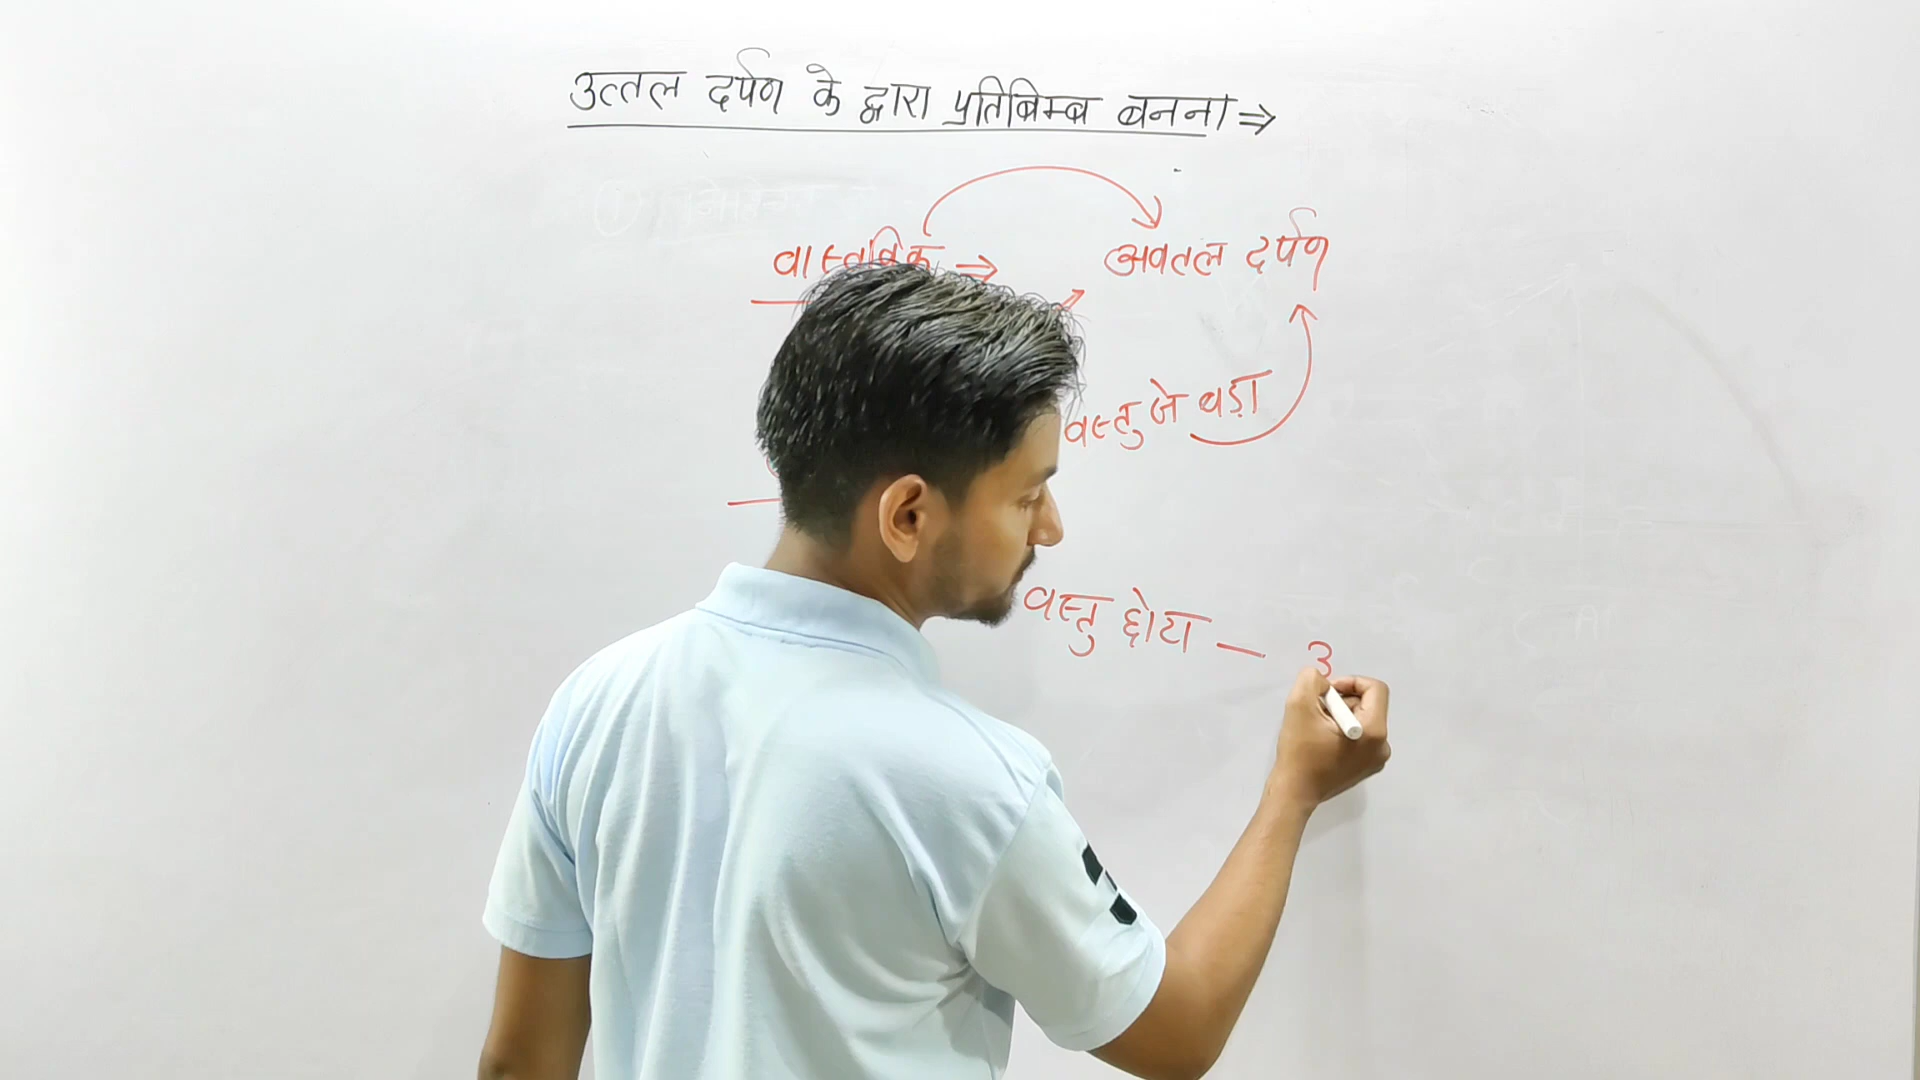 उत्तल दर्पण के द्वारा प्रतिबिम्ब बनना ⇒
वास्तविक ⇒ अवतल दर्पण
वस्तु से बड़ा
वस्तु छोटा — उ